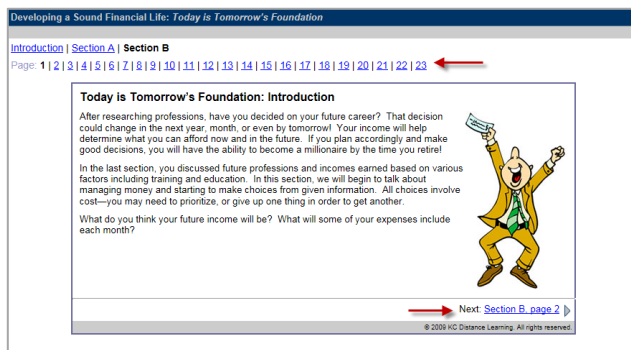 Developing a Sound Financial Life: Today is Tomorrow's Foundation
Introduction | Section A | Section B
Page: 1 | 2 | 3 | 4 | 5 | 6 | 7 | 8 | 9 | 10 | 11 | 12 | 13 | 14 | 15 | 16 | 17 | 18 | 19 | 20 | 21 | 22 | 23
Today is Tomorrow's Foundation: Introduction
After researching professions, have you decided on your future career? That decision
could change in the next year, month, or even by tomorrow! Your income will help
determine what you can afford now and in the future. If you plan accordingly and make
good decisions, you will have the ability to become a millionaire by the time you retire!
In the last section, you discussed future professions and incomes earned based on various
factors including training and education. In this section, we will begin to talk about
managing money and starting to make choices from given information. All choices involve
cost—you may need to prioritize, or give up one thing in order to get another.
What do you think your future income will be? What will some of your expenses include
each month?
Next: Section B, page 2
© 2009 KC Distance Learning. All rights reserved.